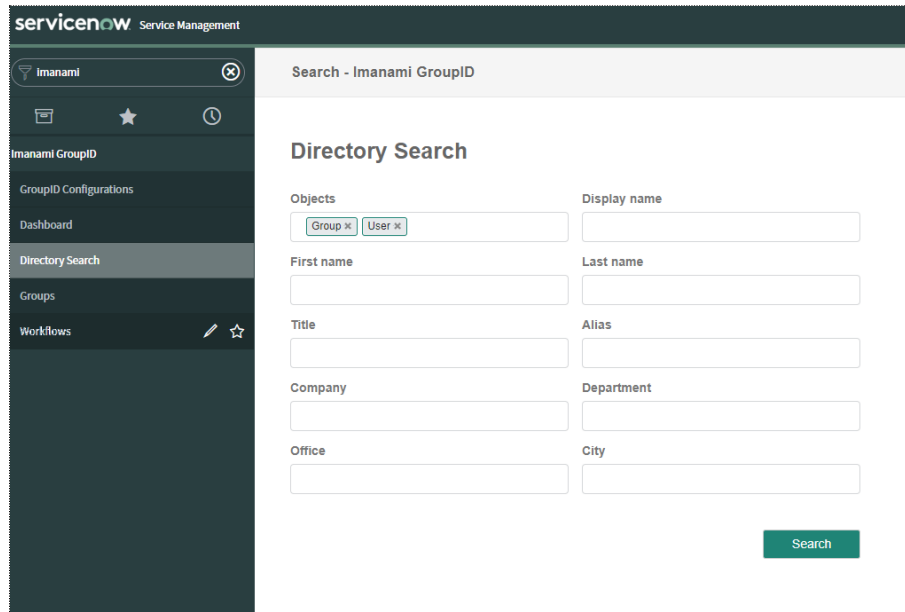 servicenow Service Management
imanami
Search - Imanami GroupID
Imanami GroupID
GroupID Configurations
Dashboard
Directory Search
Groups
Workflows
Directory Search
Objects Display name
Group × User ×
First name Last name
Title Alias
Company Department
Office City
Search